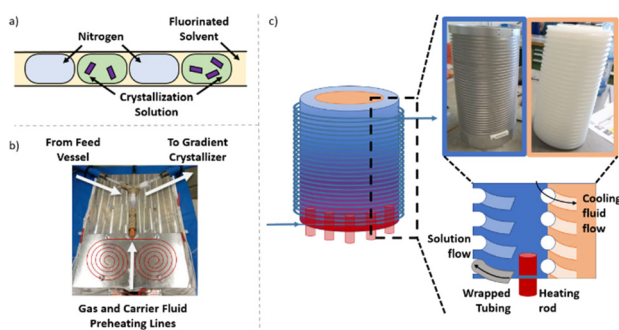 a)
Nitrogen
Fluorinated
Solvent
Crystallization
Solution
b)
From Feed
Vessel
To Gradient
Crystallizer
Gas and Carrier Fluid
Preheating Lines
c)
Cooling
fluid
flow
Solution
flow
Wrapped
Tubing
Heating
rod